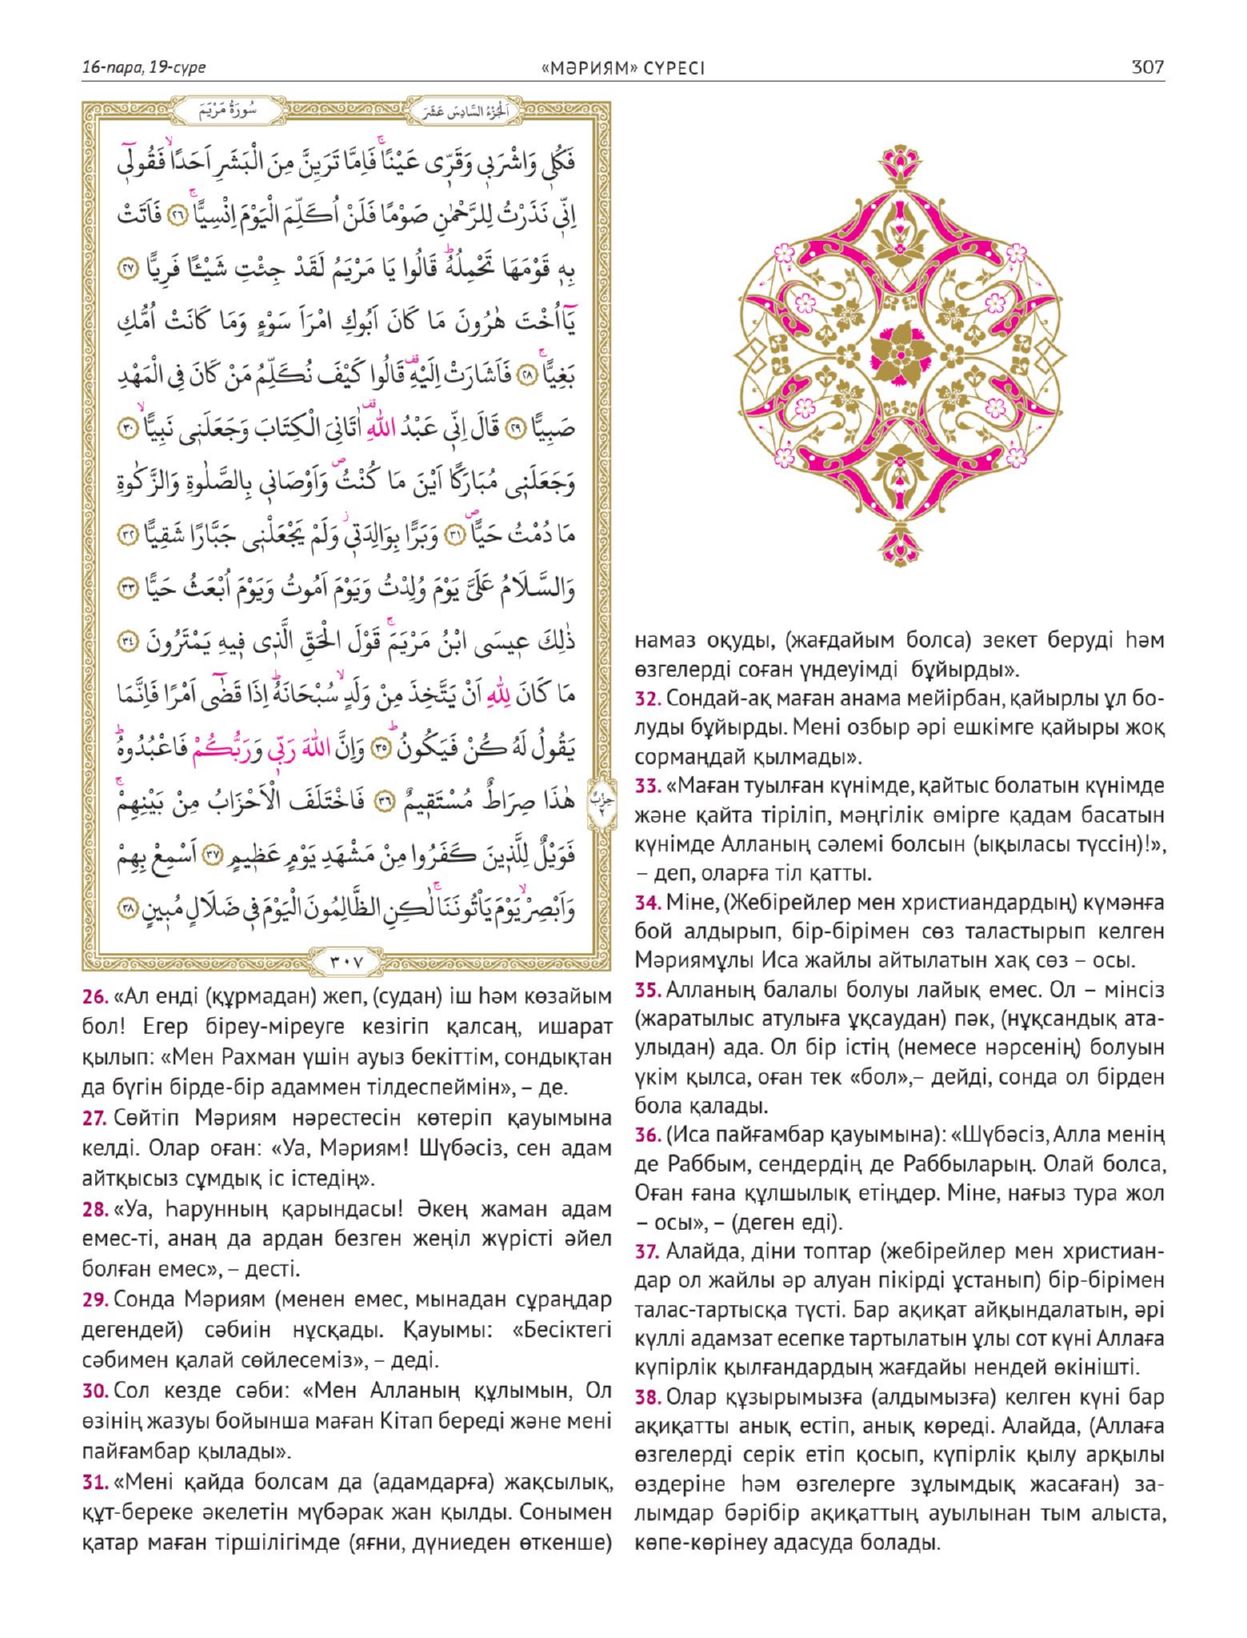 16-пара, 19-сүре
«МӘРИЯМ» СҮРЕСІ
307
سُورَةُ مَرْيَمَ
اَلْجُزْءُ السَّادِسَ عَشَرَ
فَكُلٖي وَاشْرَبٖي وَقَرّٖي عَيْنًاۚ فَاِمَّا تَرَيِنَّ مِنَ الْبَشَرِ اَحَدًاۙ فَقُولٖٓي
اِنّٖي نَذَرْتُ لِلرَّحْمٰنِ صَوْمًا فَلَنْ اُكَلِّمَ الْيَوْمَ اِنْسِيًّاۚ ﴿٢٦﴾ فَاَتَتْ
بِهٖ قَوْمَهَا تَحْمِلُهُۜ قَالُوا يَا مَرْيَمُ لَقَدْ جِئْتِ شَيْـًٔا فَرِيًّا ﴿٢٧﴾
يَٓا اُخْتَ هٰرُونَ مَا كَانَ اَبُوكِ امْرَاَ سَوْءٍ وَمَا كَانَتْ اُمُّكِ
بَغِيًّاۚ ﴿٢٨﴾ فَاَشَارَتْ اِلَيْهِۜ قَالُوا كَيْفَ نُكَلِّمُ مَنْ كَانَ فِي الْمَهْدِ
صَبِيًّا ﴿٢٩﴾ قَالَ اِنّٖي عَبْدُ اللّٰهِۜ اٰتَانِيَ الْكِتَابَ وَجَعَلَنٖي نَبِيًّاۙ ﴿٣٠﴾
وَجَعَلَنٖي مُبَارَكًا اَيْنَ مَا كُنْتُۖ وَاَوْصَانٖي بِالصَّلٰوةِ وَالزَّكٰوةِ
مَا دُمْتُ حَيًّاۖ ﴿٣١﴾ وَبَرًّا بِوَالِدَتٖيؗ وَلَمْ يَجْعَلْنٖي جَبَّارًا شَقِيًّا ﴿٣٢﴾
وَالسَّلَامُ عَلَيَّ يَوْمَ وُلِدْتُ وَيَوْمَ اَمُوتُ وَيَوْمَ اُبْعَثُ حَيًّا ﴿٣٣﴾
ذٰلِكَ عٖيسَى ابْنُ مَرْيَمَۚ قَوْلَ الْحَقِّ الَّذٖي فٖيهِ يَمْتَرُونَ ﴿٣٤﴾
مَا كَانَ لِلّٰهِ اَنْ يَتَّخِذَ مِنْ وَلَدٍۙ سُبْحَانَهُۜ اِذَا قَضٰٓى اَمْرًا فَاِنَّمَا
يَقُولُ لَهُ كُنْ فَيَكُونُۜ ﴿٣٥﴾ وَاِنَّ اللّٰهَ رَبّٖي وَرَبُّكُمْ فَاعْبُدُوهُۜ
هٰذَا صِرَاطٌ مُسْتَقٖيمٌ ﴿٣٦﴾ فَاخْتَلَفَ الْاَحْزَابُ مِنْ بَيْنِهِمْۚ
حزب ٢
فَوَيْلٌ لِلَّذٖينَ كَفَرُوا مِنْ مَشْهَدِ يَوْمٍ عَظٖيمٍ ﴿٣٧﴾ اَسْمِعْ بِهِمْ
وَاَبْصِرْۙ يَوْمَ يَاْتُونَنَاۚ لٰكِنِ الظَّالِمُونَ الْيَوْمَ فٖي ضَلَالٍ مُبٖينٍ ﴿٣٨﴾
٣٠٧
26. «Ал енді (құрмадан) жеп, (судан) іш һәм көзайым
бол! Егер біреу-міреуге кезігіп қалсаң, ишарат
қылып: «Мен Рахман үшін ауыз бекіттім, сондықтан
да бүгін бірде-бір адаммен тілдеспеймін», – де.
27. Сөйтіп Мәриям нәрестесін көтеріп қауымына
келді. Олар оған: «Уа, Мәриям! Шүбәсіз, сен адам
айтқысыз сұмдық іс істедің».
28. «Уа, Һарунның қарындасы! Әкең жаман адам
емес-ті, анаң да ардан безген жеңіл жүрісті әйел
болған емес», – десті.
29. Сонда Мәриям (менен емес, мынадан сұраңдар
дегендей) сәбиін нұсқады. Қауымы: «Бесіктегі
сәбимен қалай сөйлесеміз», – деді.
30. Сол кезде сәби: «Мен Алланың құлымын, Ол
өзінің жазуы бойынша маған Кітап береді және мені
пайғамбар қылады».
31. «Мені қайда болсам да (адамдарға) жақсылық,
құт-береке әкелетін мүбәрак жан қылды. Сонымен
қатар маған тіршілігімде (яғни, дүниеден өткенше)
намаз оқуды, (жағдайым болса) зекет беруді һәм
өзгелерді соған үндеуімді бұйырды».
32. Сондай-ақ маған анама мейірбан, қайырлы ұл бо-
луды бұйырды. Мені озбыр әрі ешкімге қайыры жоқ
сормаңдай қылмады».
33. «Маған туылған күнімде, қайтыс болатын күнімде
және қайта тіріліп, мәңгілік өмірге қадам басатын
күнімде Алланың сәлемі болсын (ықыласы түссін)!»,
– деп, оларға тіл қатты.
34. Міне, (Жебірейлер мен христиандардың) күмәнға
бой алдырып, бір-бірімен сөз таластырып келген
Мәриямұлы Иса жайлы айтылатын хақ сөз – осы.
35. Алланың балалы болуы лайық емес. Ол – мінсіз
(жаратылыс атулыға ұқсаудан) пәк, (нұқсандық ата-
улыдан) ада. Ол бір істің (немесе нәрсенің) болуын
үкім қылса, оған тек «бол»,– дейді, сонда ол бірден
бола қалады.
36. (Иса пайғамбар қауымына): «Шүбәсіз, Алла менің
де Раббым, сендердің де Раббыларың. Олай болса,
Оған ғана құлшылық етіңдер. Міне, нағыз тура жол
– осы», – (деген еді).
37. Алайда, діни топтар (жебірейлер мен христиан-
дар ол жайлы әр алуан пікірді ұстанып) бір-бірімен
талас-тартысқа түсті. Бар ақиқат айқындалатын, әрі
күллі адамзат есепке тартылатын ұлы сот күні Аллаға
күпірлік қылғандардың жағдайы нендей өкінішті.
38. Олар құзырымызға (алдымызға) келген күні бар
ақиқатты анық естіп, анық көреді. Алайда, (Аллаға
өзгелерді серік етіп қосып, күпірлік қылу арқылы
өздеріне һәм өзгелерге зұлымдық жасаған) за-
лымдар бәрібір ақиқаттың ауылынан тым алыста,
көпе-көрінеу адасуда болады.